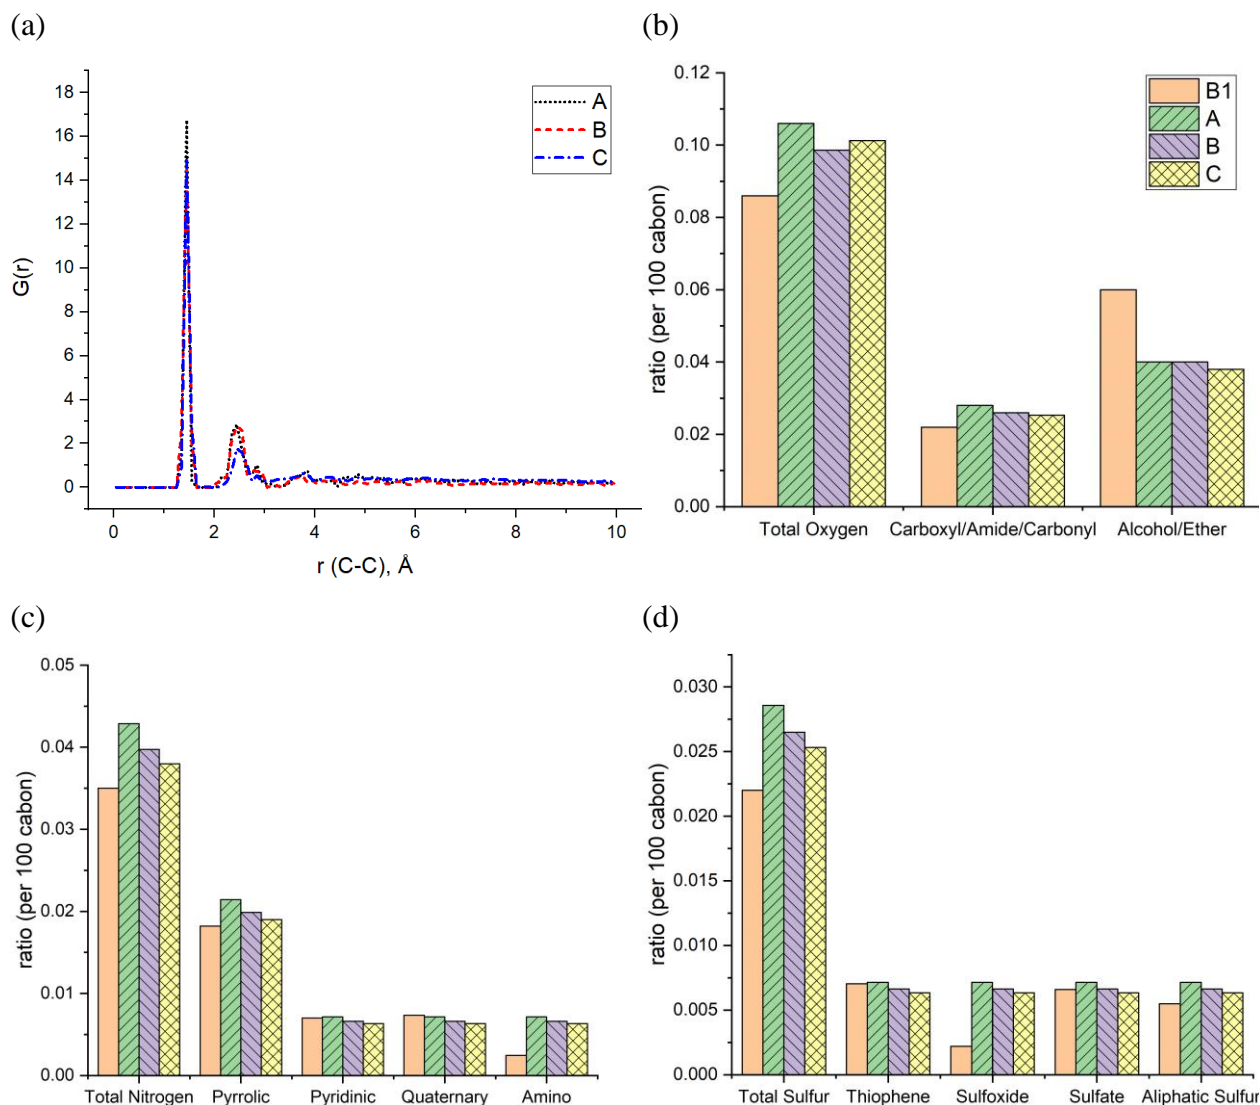 (a)
(b)
18
16
14
12
10
8
6
4
2
0
G(r)
A
B
C
0
2
4
6
8
10
r (C-C), Å
0.12
0.10
0.08
0.06
0.04
0.02
0.00
ratio (per 100 cabon)
B1
A
B
C
Total Oxygen
Carboxyl/Amide/Carbonyl
Alcohol/Ether
(c)
(d)
0.05
0.04
0.03
0.02
0.01
0.00
ratio (per 100 cabon)
Total Nitrogen
Pyrrolic
Pyridinic
Quaternary
Amino
0.030
0.025
0.020
0.015
0.010
0.005
0.000
ratio (per 100 cabon)
Total Sulfur
Thiophene
Sulfoxide
Sulfate
Aliphatic Sulfur